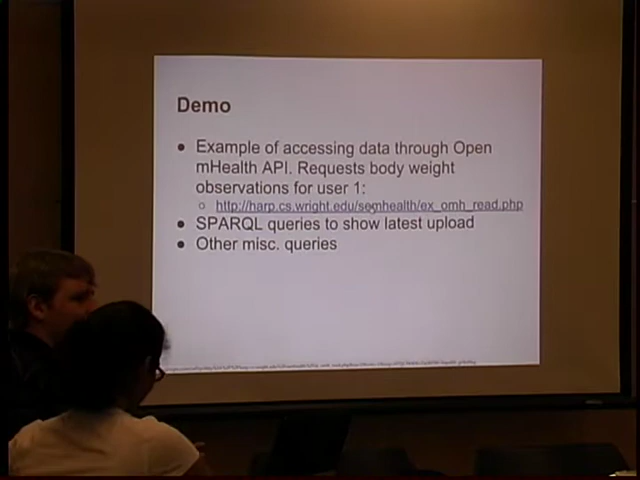 Demo
● Example of accessing data through Open
mHealth API. Requests body weight
observations for user 1:
○ http://harp.cs.wright.edu/semhealth/ex_omh_read.php
● SPARQL queries to show latest upload
● Other misc. queries